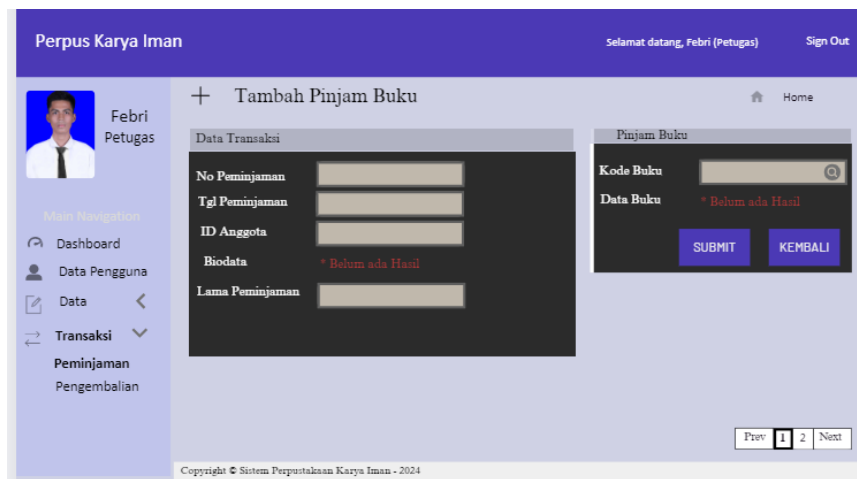 Perpus Karya Iman
Selamat datang, Febri (Petugas)
Sign Out
Febri
Petugas
Main Navigation
Dashboard
Data Pengguna
Data
Transaksi
Peminjaman
Pengembalian
+ Tambah Pinjam Buku
Home
Data Transaksi
No Peminjaman
Tgl Peminjaman
ID Anggota
Biodata * Belum ada Hasil
Lama Peminjaman
Pinjam Buku
Kode Buku
Data Buku * Belum ada Hasil
SUBMIT KEMBALI
Prev 1 2 Next
Copyright © Sistem Perpustakaan Karya Iman - 2024